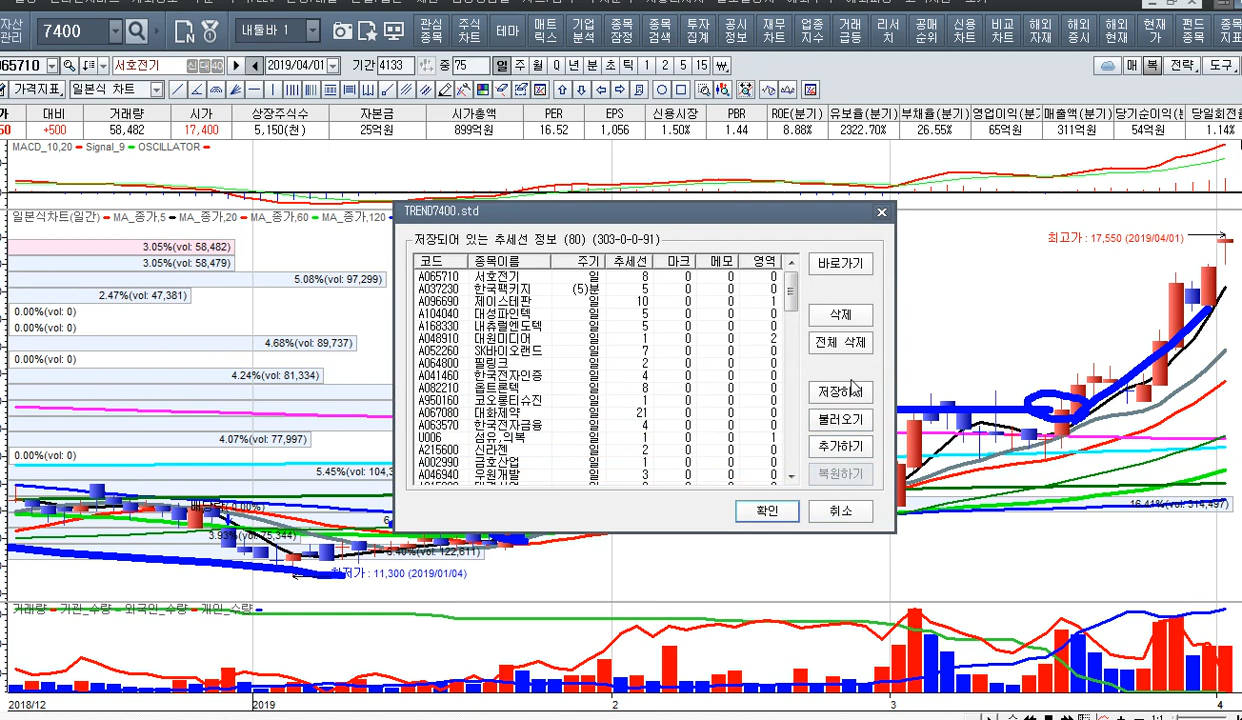 7400 내툴바 1 관심종목 주식차트 테마 매트릭스 기업분석 종목잠정 종목검색 투자집계 공시정보 재무차트 업종지수 거래급등 리서치 공매순위 신용차트 비교차트 해외자재 해외증시 해외현재 현재가 펀드종목
065710 서호전기 신 대 40 2019/04/01 기간 4133 중 75 일 주 월 Q 년 분 초 틱 1 2 5 15 매 복 전략 도구
가격지표 일본식 차트
대비 거래량 시가 상장주식수 자본금 시가총액 PER EPS 신용시장 PBR ROE(분기) 유보율(분기) 부채율(분기) 영업이익(분기 매출액(분기) 당기순이익(분 당일회전
+500 58,482 17,400 5,150(천) 25억원 899억원 16.52 1,056 1.50% 1.44 8.88% 2322.70% 26.55% 65억원 311억원 54억원 1.14%
MACD_10,20 Signal_9 OSCILLATOR
일본식차트(일간) MA_종가,5 MA_종가,20 MA_종가,60 MA_종가,120
최고가 : 17,550 (2019/04/01)
3.05%(vol: 58,482)
3.05%(vol: 58,479)
5.08%(vol: 97,299)
2.47%(vol: 47,381)
0.00%(vol: 0)
0.00%(vol: 0)
4.68%(vol: 89,737)
0.00%(vol: 0)
4.24%(vol: 81,334)
4.07%(vol: 77,997)
0.00%(vol: 0)
5.45%(vol: 104,3
16.41%(vol: 314,497)
3.93%(vol: 75,344)
6.40%(vol: 122,811)
최저가 : 11,300 (2019/01/04)
TREND7400.std
저장되어 있는 추세선 정보 (80) (303-0-0-91)
코드 종목이름 주기 추세선 마크 메모 영역
A065710 서호전기 일 8 0 0 0
A037230 한국팩키지 (5)분 5 0 0 0
A096690 제이스테판 일 10 0 0 1
A104040 대성파인텍 일 5 0 0 0
A168330 내츄럴엔도텍 일 5 0 0 0
A048910 대원미디어 일 1 0 0 2
A052260 SK바이오랜드 일 7 0 0 0
A064800 필링크 일 2 0 0 0
A041460 한국전자인증 일 4 0 0 0
A082210 옵트론텍 일 8 0 0 0
A950160 코오롱티슈진 일 1 0 0 0
A067080 대화제약 일 21 0 0 0
A063570 한국전자금융 일 4 0 0 0
U006 섬유,의복 일 1 0 0 1
A215600 신라젠 일 2 0 0 0
A002990 금호산업 일 1 0 0 0
A046940 우원개발 일 3 0 0 0
바로가기
삭제
전체 삭제
저장하기
불러오기
추가하기
복원하기
확인 취소
거래량 기관_수량 외국인_수량 개인_수량
2018/12 2019 2 3 4